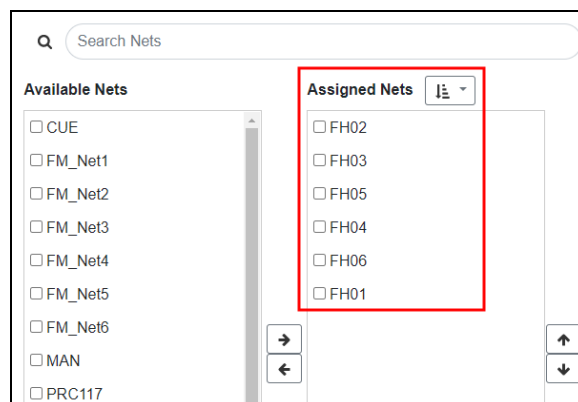 Search Nets
Available Nets
CUE
FM_Net1
FM_Net2
FM_Net3
FM_Net4
FM_Net5
FM_Net6
MAN
PRC117
Assigned Nets
FH02
FH03
FH05
FH04
FH06
FH01